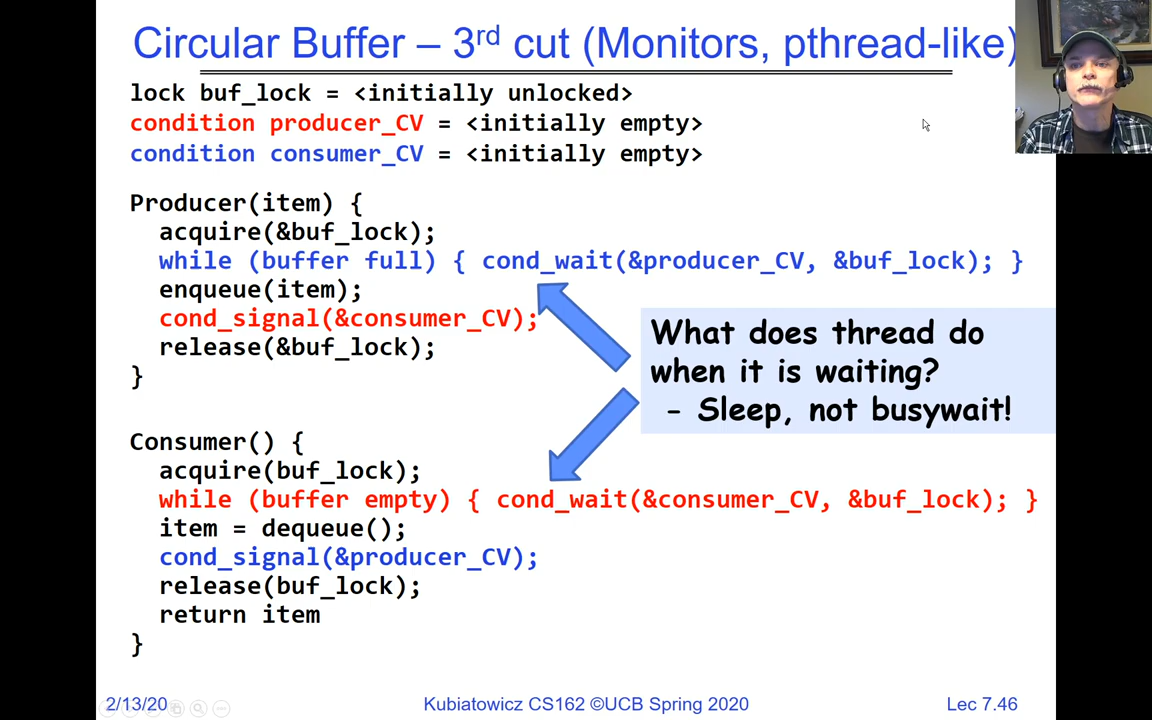 Circular Buffer – 3rd cut (Monitors, pthread-like)
lock buf_lock = <initially unlocked>
condition producer_CV = <initially empty>
condition consumer_CV = <initially empty>
Producer(item) {
acquire(&buf_lock);
while (buffer full) { cond_wait(&producer_CV, &buf_lock); }
enqueue(item);
cond_signal(&consumer_CV);
release(&buf_lock);
}
What does thread do
when it is waiting?
- Sleep, not busywait!
Consumer() {
acquire(buf_lock);
while (buffer empty) { cond_wait(&consumer_CV, &buf_lock); }
item = dequeue();
cond_signal(&producer_CV);
release(buf_lock);
return item
}
2/13/20
Kubiatowicz CS162 ©UCB Spring 2020
Lec 7.46